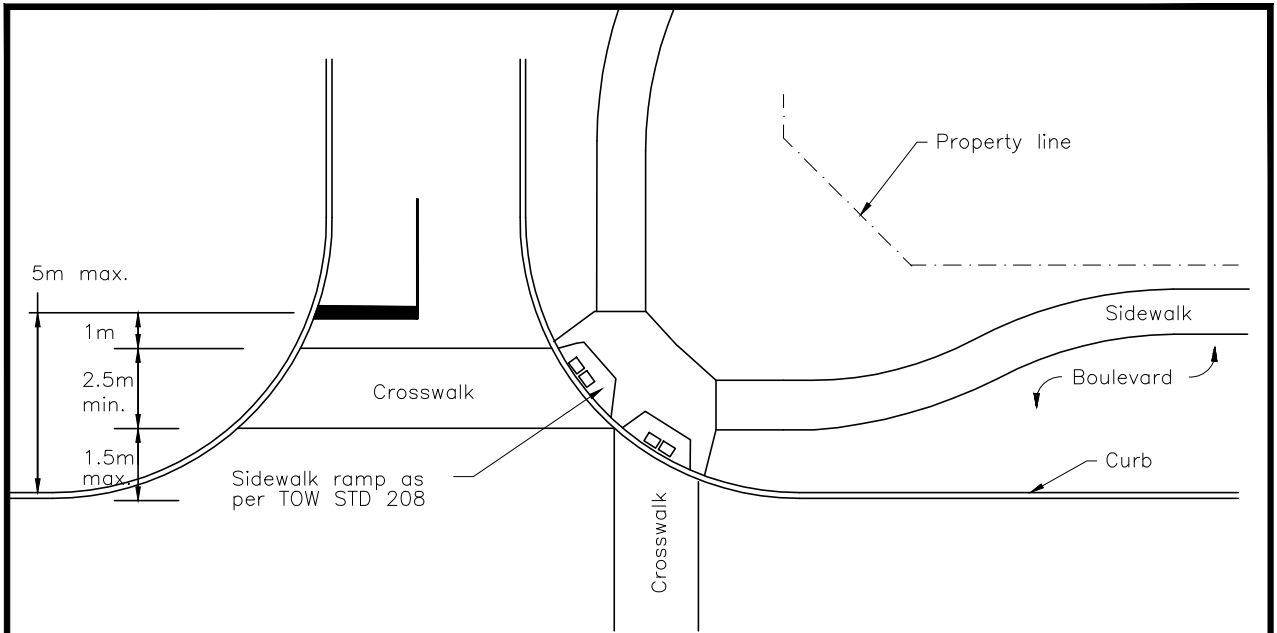 Property line
5m max.
Sidewalk
1m
Boulevard
2.5m
min.
Crosswalk
1.5m
max.
Curb
Sidewalk ramp as
per TOW STD 208
Crosswalk